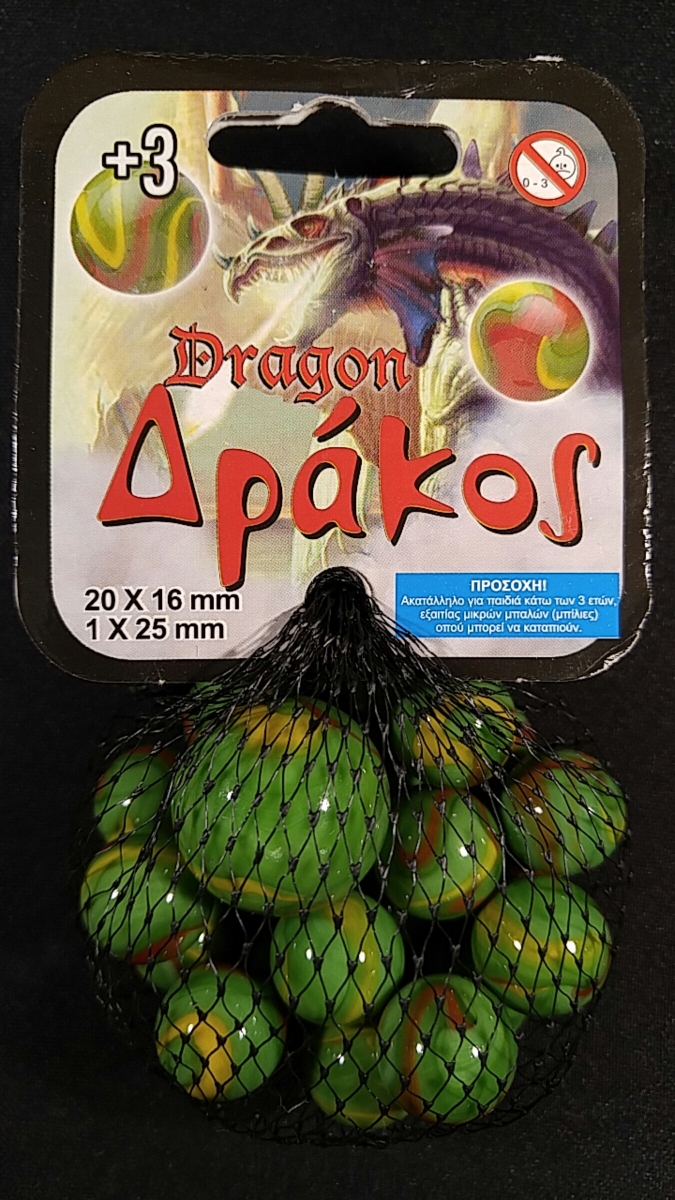 +3
0 - 3
Dragon
Δράκος
20 X 16 mm
1 X 25 mm
ΠΡΟΣΟΧΗ!
Ακατάλληλο για παιδιά κάτω των 3 ετών,
εξαιτίας μικρών μπαλών (μπίλιες)
οπού μπορεί να καταπιούν.